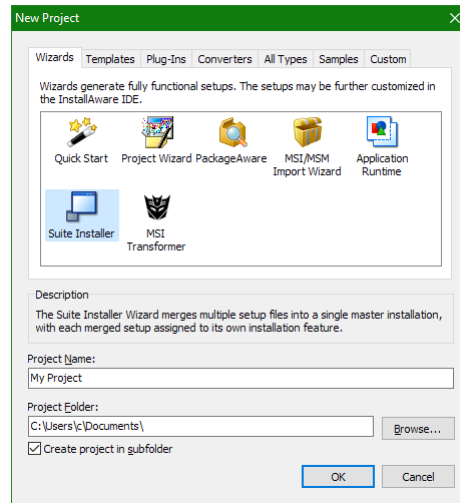 New Project
Wizards Templates Plug-Ins Converters All Types Samples Custom
Wizards generate fully functional setups. The setups may be further customized in
the InstallAware IDE.
Quick Start Project Wizard PackageAware MSI/MSM Import Wizard Application Runtime
Suite Installer MSI Transformer
Description
The Suite Installer Wizard merges multiple setup files into a single master installation,
with each merged setup assigned to its own installation feature.
Project Name:
My Project
Project Folder:
C:\Users\c\Documents\
Browse...
Create project in subfolder
OK Cancel